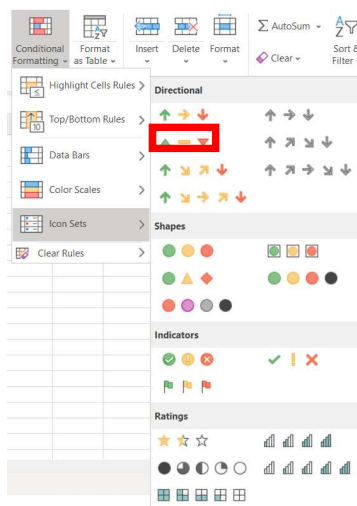 Conditional Format Insert Delete Format
Formatting as Table
Σ AutoSum
Clear
Sort &
Filter
Highlight Cells Rules
Top/Bottom Rules
10
Data Bars
Color Scales
Icon Sets
Clear Rules
Directional
Shapes
Indicators
Ratings